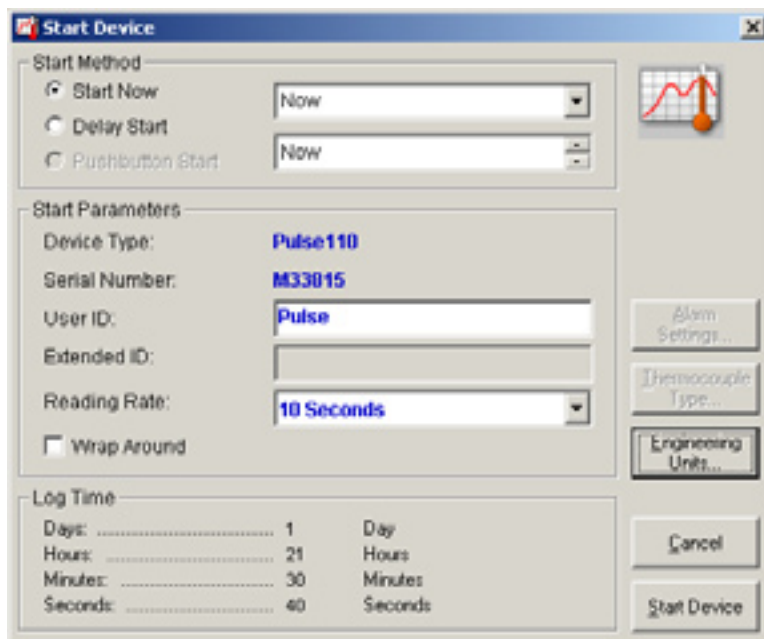 Start Device
Start Method
Start Now
Now
Delay Start
Pushbutton Start
Now
Start Parameters
Device Type: Pulse110
Serial Number: M33815
User ID: Pulse
Extended ID:
Reading Rate: 10 Seconds
Wrap Around
Alarm
Settings...
Thermocouple
Type...
Engineering
Units...
Log Time
Days: 1 Day
Hours: 21 Hours
Minutes: 30 Minutes
Seconds: 40 Seconds
Cancel
Start Device